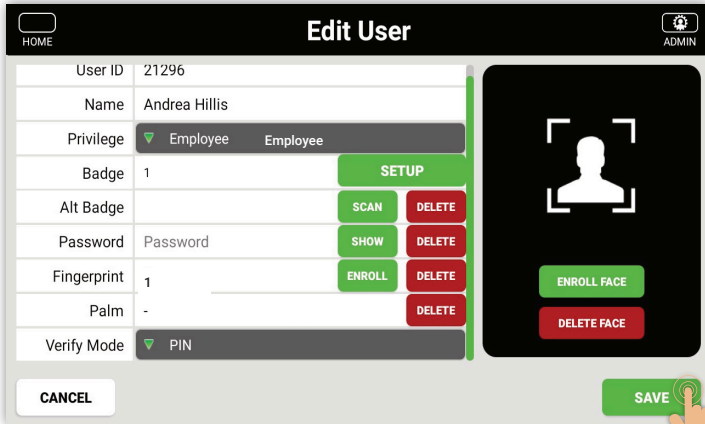 HOME
Edit User
ADMIN
User ID 21296
Name Andrea Hillis
Privilege Employee Employee
Badge 1 SETUP
Alt Badge SCAN DELETE
Password Password SHOW DELETE
Fingerprint 1 ENROLL DELETE
Palm - DELETE
Verify Mode PIN
ENROLL FACE
DELETE FACE
CANCEL
SAVE